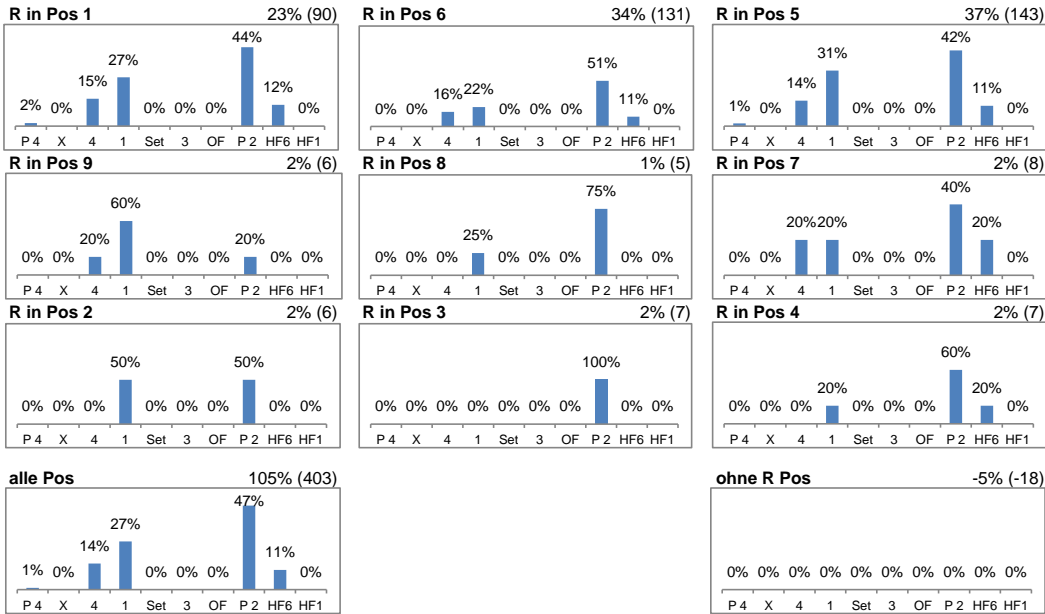 R in Pos 1 23% (90)
44%
27%
15%
12%
2% 0% 0% 0% 0% 0%
P 4 X 4 1 Set 3 OF P 2 HF6 HF1
R in Pos 6 34% (131)
51%
22%
16%
11%
0% 0% 0% 0% 0% 0%
P 4 X 4 1 Set 3 OF P 2 HF6 HF1
R in Pos 5 37% (143)
42%
31%
14%
11%
1% 0% 0% 0% 0% 0%
P 4 X 4 1 Set 3 OF P 2 HF6 HF1
R in Pos 9 2% (6)
60%
20% 20%
0% 0% 0% 0% 0% 0% 0%
P 4 X 4 1 Set 3 OF P 2 HF6 HF1
R in Pos 8 1% (5)
75%
25%
0% 0% 0% 0% 0% 0% 0% 0%
P 4 X 4 1 Set 3 OF P 2 HF6 HF1
R in Pos 7 2% (8)
40%
20% 20% 20%
0% 0% 0% 0% 0% 0%
P 4 X 4 1 Set 3 OF P 2 HF6 HF1
R in Pos 2 2% (6)
50% 50%
0% 0% 0% 0% 0% 0% 0% 0%
P 4 X 4 1 Set 3 OF P 2 HF6 HF1
R in Pos 3 2% (7)
100%
0% 0% 0% 0% 0% 0% 0% 0% 0%
P 4 X 4 1 Set 3 OF P 2 HF6 HF1
R in Pos 4 2% (7)
60%
20% 20%
0% 0% 0% 0% 0% 0% 0%
P 4 X 4 1 Set 3 OF P 2 HF6 HF1
alle Pos 105% (403)
47%
27%
14%
11%
1% 0% 0% 0% 0% 0%
P 4 X 4 1 Set 3 OF P 2 HF6 HF1
ohne R Pos -5% (-18)
0% 0% 0% 0% 0% 0% 0% 0% 0% 0%
P 4 X 4 1 Set 3 OF P 2 HF6 HF1